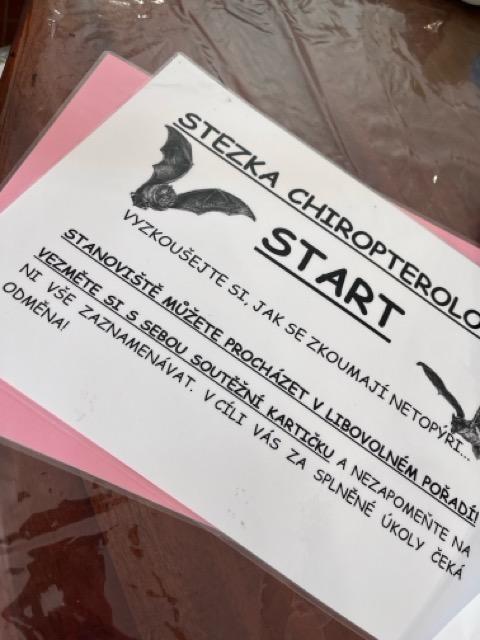 STEZKA CHIROPTEROLO
START
VYZKOUŠEJTE SI, JAK SE ZKOUMAJÍ NETOPÝŘI...
STANOVIŠTĚ MŮŽETE PROCHÁZET V LIBOVOLNÉM POŘADÍ!
VEZMĚTE SI S SEBOU SOUTĚŽNÍ KARTIČKU A NEZAPOMEŇTE NA
NI VŠE ZAZNAMENÁVAT. V CÍLI VÁS ZA SPLNĚNÉ ÚKOLY ČEKÁ
ODMĚNA!